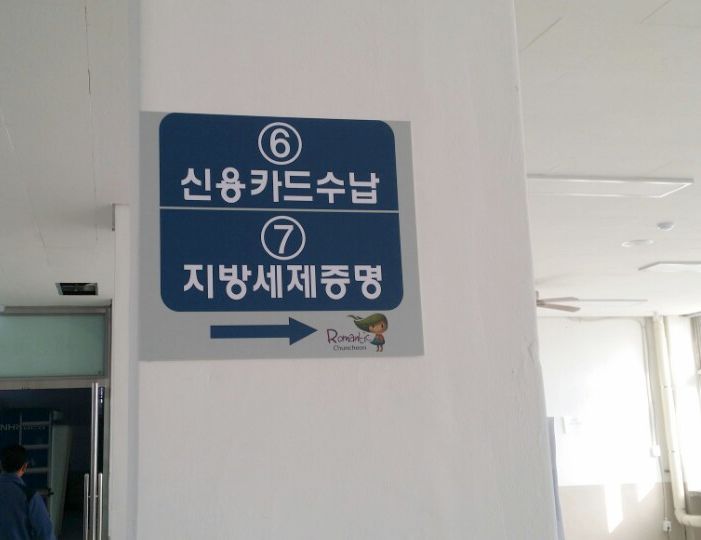 ⑥
신용카드수납
⑦
지방세제증명
Romantic
Chuncheon